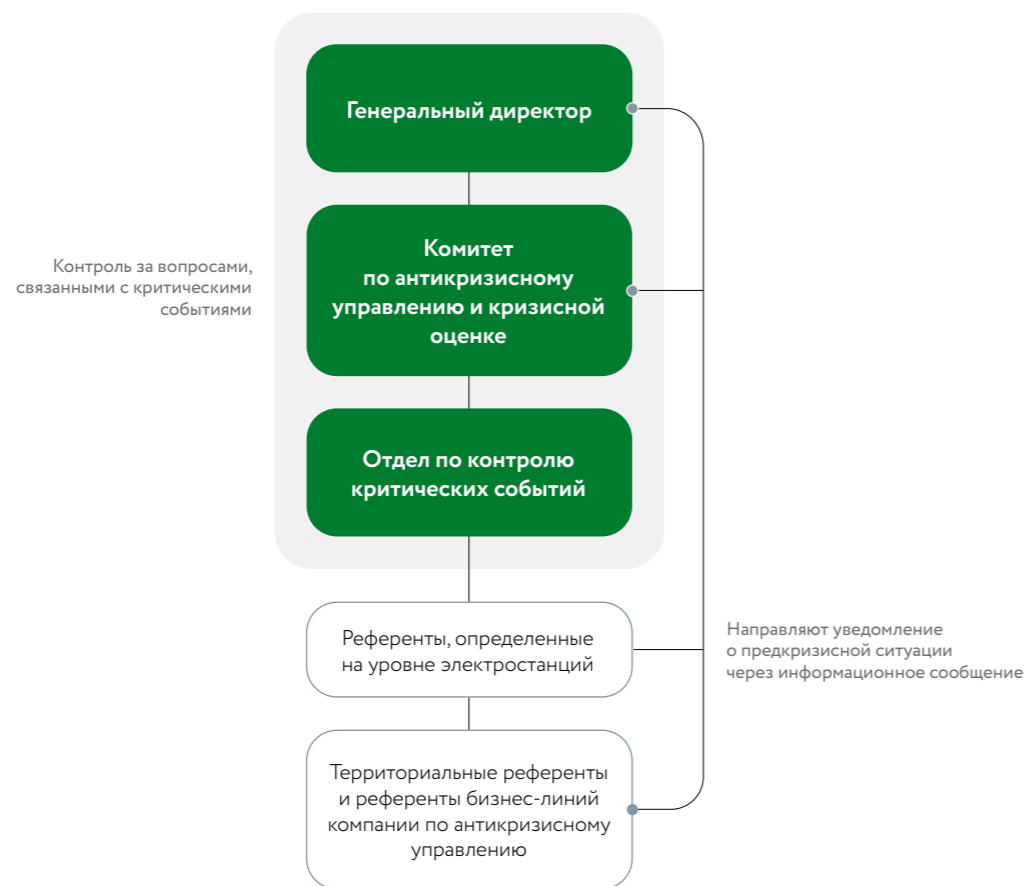 Генеральный директор
Комитет
по антикризисному
управлению и кризисной
оценке
Контроль за вопросами,
связанными с критическими
событиями
Отдел по контролю
критических событий
Референты, определенные
на уровне электростанций
Направляют уведомление
о предкризисной ситуации
через информационное сообщение
Территориальные референты
и референты бизнес-линий
компании по антикризисному
управлению